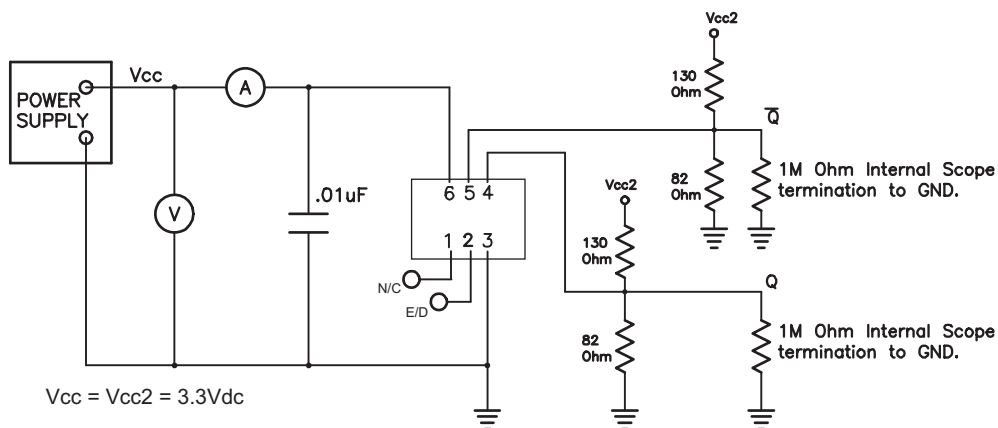 Vcc2
130
Ohm
Q̅
82
Ohm
1M Ohm Internal Scope
termination to GND.
POWER
SUPPLY
Vcc
A
V
.01uF
6 5 4
1 2 3
N/C
E/D
Vcc2
130
Ohm
Q
82
Ohm
1M Ohm Internal Scope
termination to GND.
Vcc = Vcc2 = 3.3Vdc